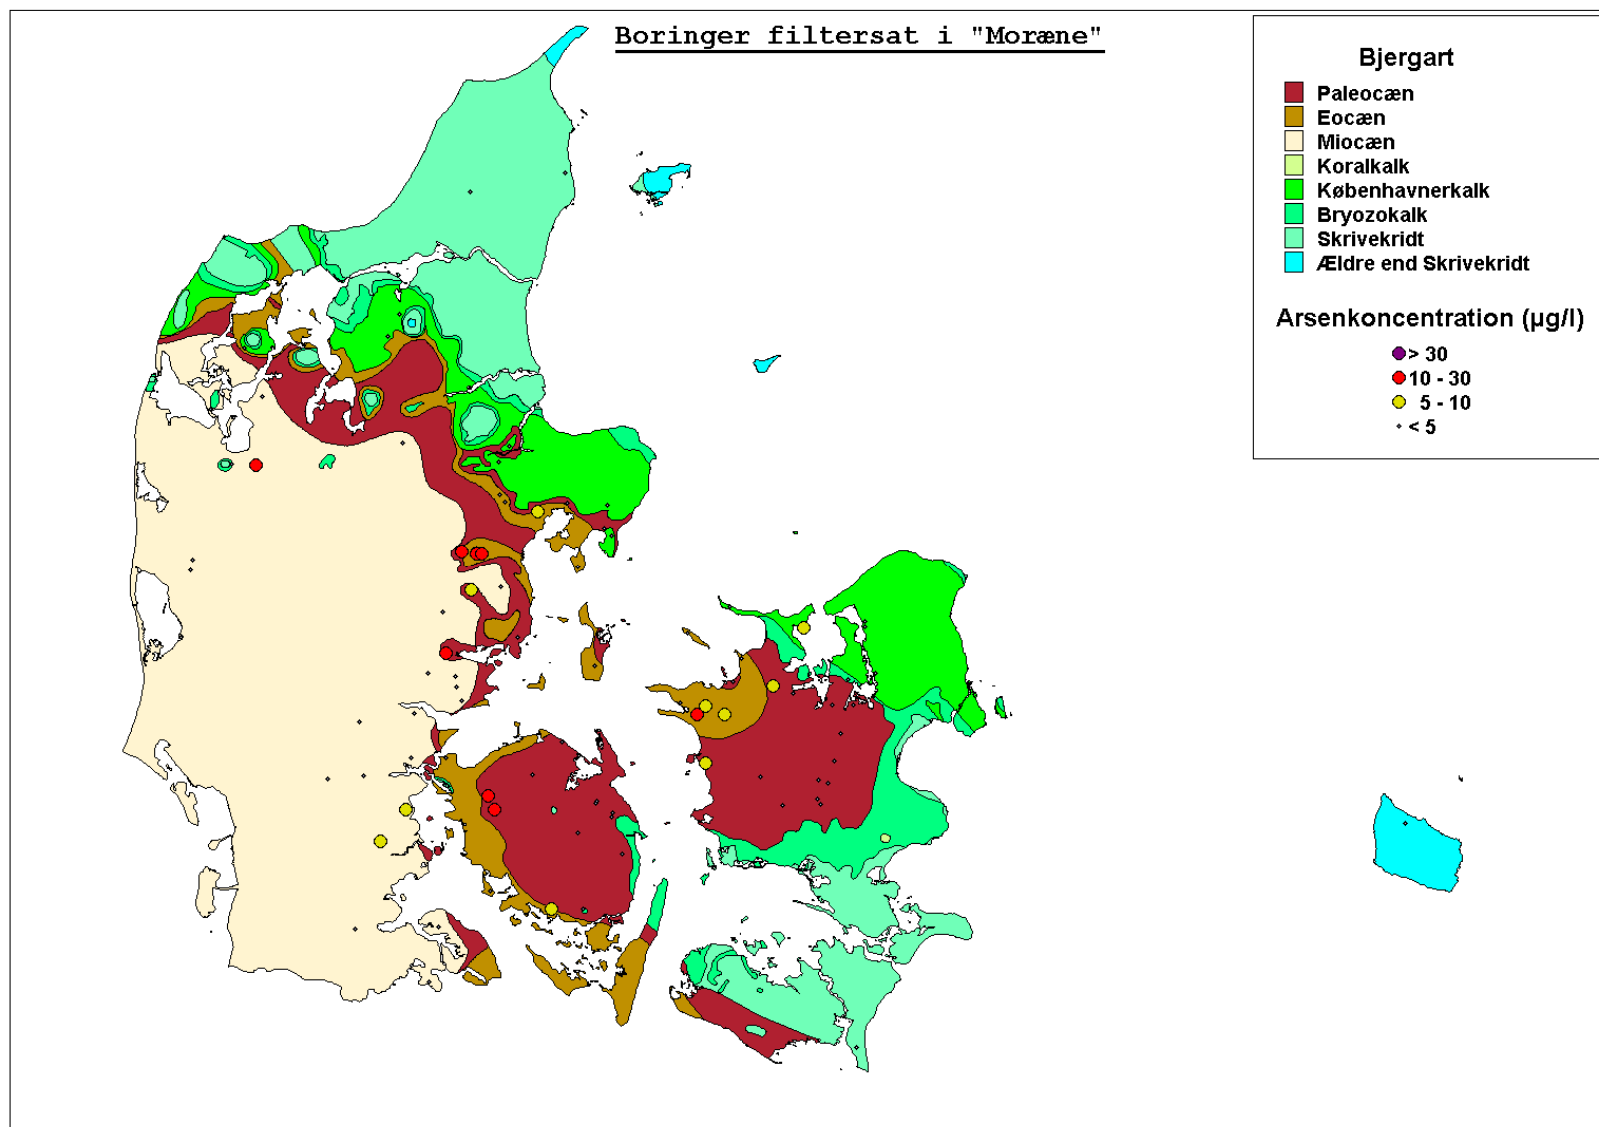 Boringer filtersat i "Moræne"
Bjergart
Paleocæn
Eocæn
Miocæn
Koralkalk
Københavnerkalk
Bryozokalk
Skrivekridt
Ældre end Skrivekridt
Arsenkoncentration (µg/l)
> 30
10 - 30
5 - 10
< 5